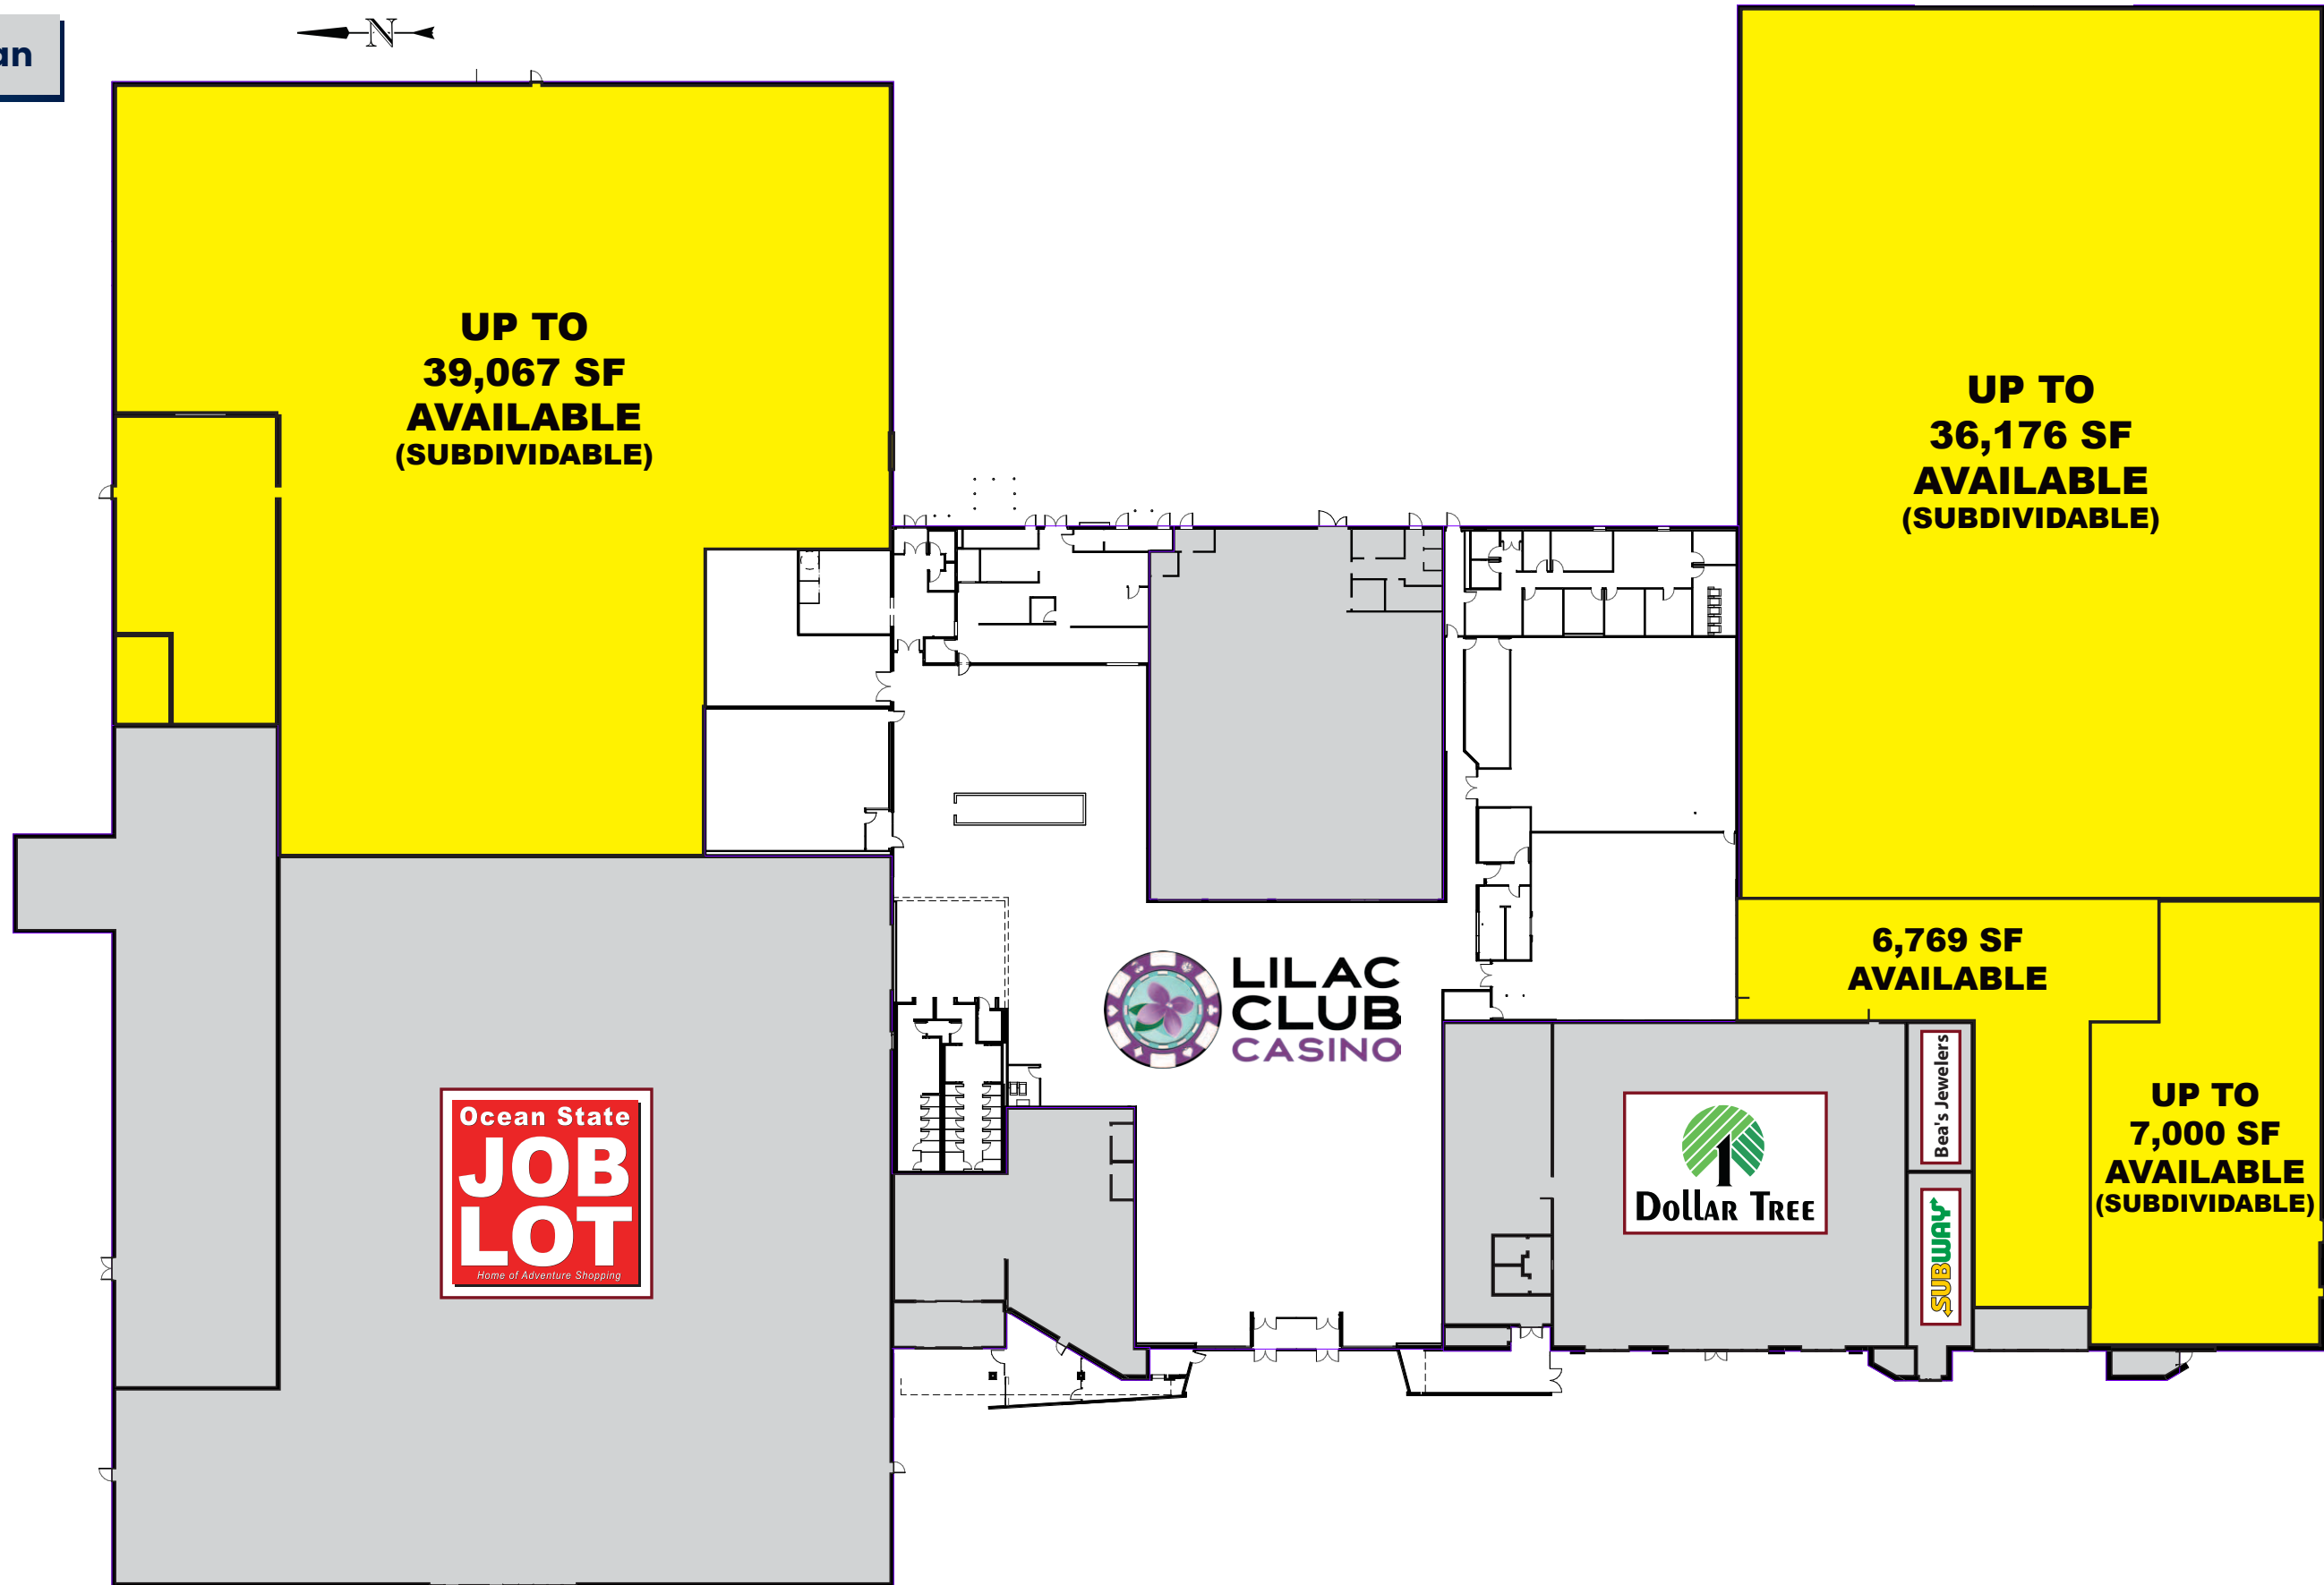 an
N
UP TO
39,067 SF
AVAILABLE
(SUBDIVIDABLE)
UP TO
36,176 SF
AVAILABLE
(SUBDIVIDABLE)
6,769 SF
AVAILABLE
LILAC
CLUB
CASINO
Ocean State
JOB
LOT
Home of Adventure Shopping
DOLLAR TREE
Bea's Jewelers
SUBWAY
UP TO
7,000 SF
AVAILABLE
(SUBDIVIDABLE)